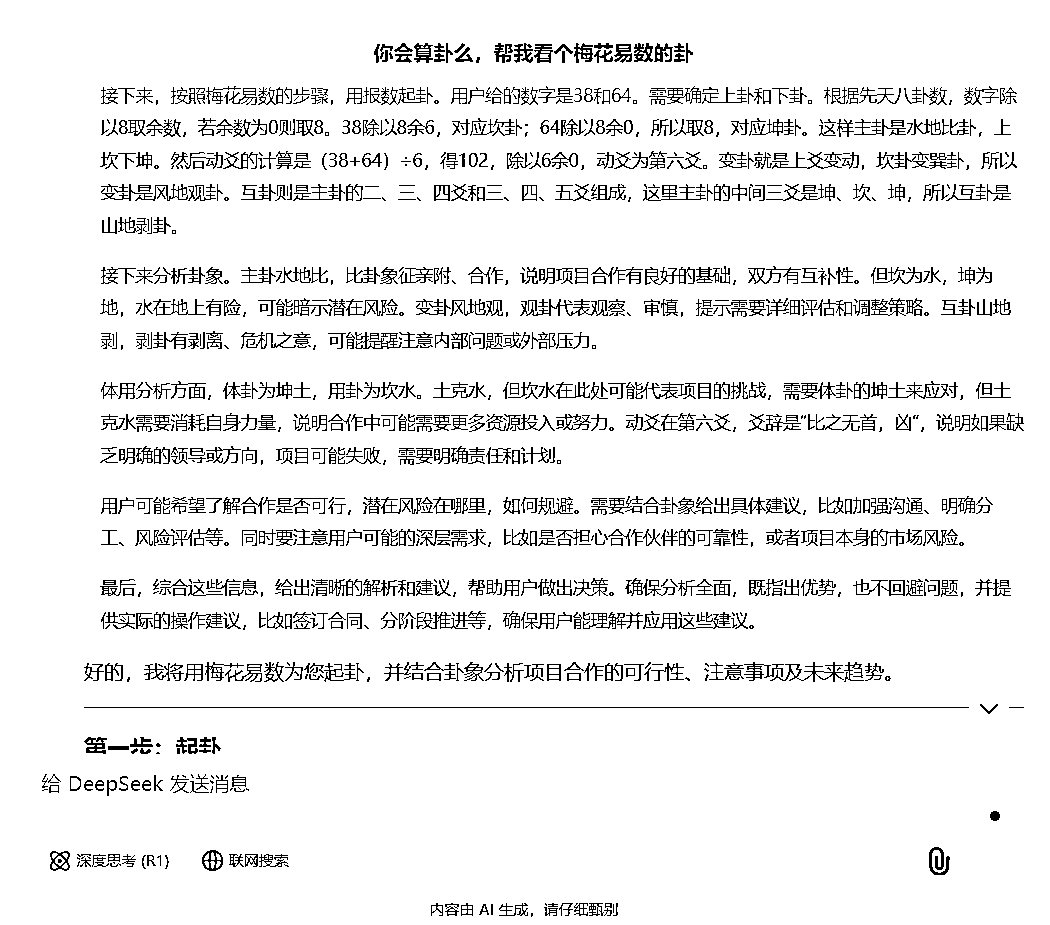 你会算卦么，帮我看个梅花易数的卦
接下来，按照梅花易数的步骤，用报数起卦。用户给的数字是38和64。需要确定上卦和下卦。根据先天八卦数，数字除
以8取余数，若余数为0则取8。38除以8余6，对应坎卦；64除以8余0，所以取8，对应坤卦。这样主卦是水地比卦，上
坎下坤。然后动爻的计算是（38+64）÷6，得102，除以6余0，动爻为第六爻。变卦就是上爻变动，坎卦变巽卦，所以
变卦是风地观卦。互卦则是主卦的二、三、四爻和三、四、五爻组成，这里主卦的中间三爻是坤、坎、坤，所以互卦是
山地剥卦。
接下来分析卦象。主卦水地比，比卦象征亲附、合作，说明项目合作有良好的基础，双方有互补性。但坎为水，坤为
地，水在地上有险，可能暗示潜在风险。变卦风地观，观卦代表观察、审慎，提示需要详细评估和调整策略。互卦山地
剥，剥卦有剥离、危机之意，可能提醒注意内部问题或外部压力。
体用分析方面，体卦为坤土，用卦为坎水。土克水，但坎水在此处可能代表项目的挑战，需要体卦的坤土来应对，但土
克水需要消耗自身力量，说明合作中可能需要更多资源投入或努力。动爻在第六爻，爻辞是“比之无首，凶“，说明如果缺
乏明确的领导或方向，项目可能失败，需要明确责任和计划。
用户可能希望了解合作是否可行，潜在风险在哪里，如何规避。需要结合卦象给出具体建议，比如加强沟通、明确分
工、风险评估等。同时要注意用户可能的深层需求，比如是否担心合作伙伴的可靠性，或者项目本身的市场风险。
最后，综合这些信息，给出清晰的解析和建议，帮助用户做出决策。确保分析全面，既指出优势，也不回避问题，并提
供实际的操作建议，比如签订合同、分阶段推进等，确保用户能理解并应用这些建议。
好的，我将用梅花易数为您起卦，并结合卦象分析项目合作的可行性、注意事项及未来趋势。
第一步：起卦
给 DeepSeek 发送消息
深度思考 (R1) 联网搜索
内容由 AI 生成，请仔细甄别